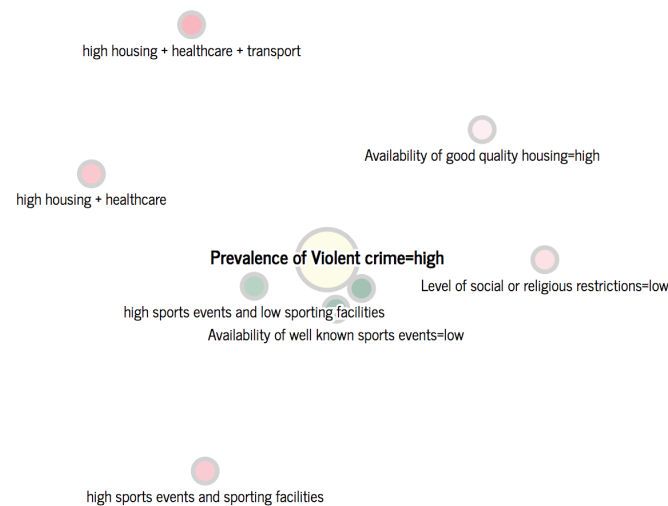 high housing + healthcare + transport
Availability of good quality housing=high
high housing + healthcare
Prevalence of Violent crime=high
Level of social or religious restrictions=low
high sports events and low sporting facilities
Availability of well known sports events=low
high sports events and sporting facilities